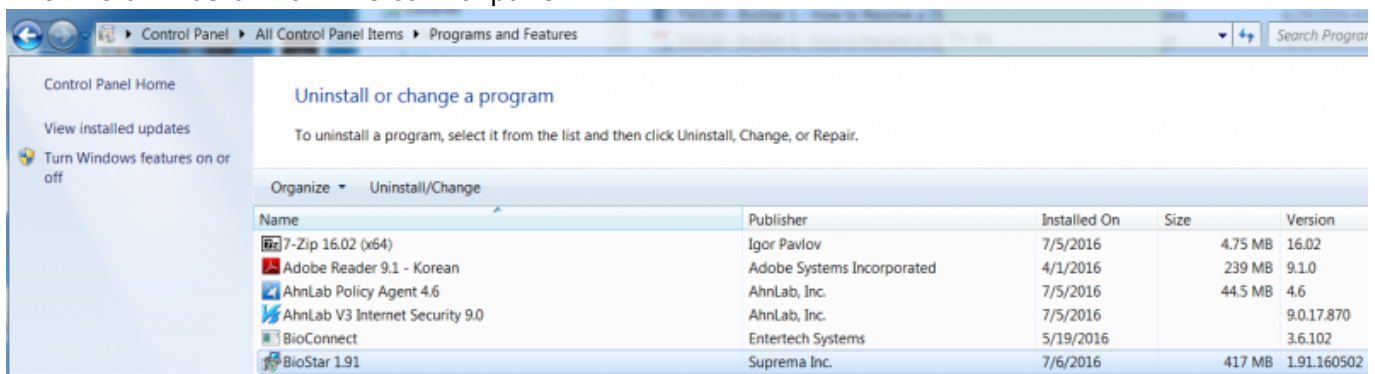 Control Panel All Control Panel Items Programs and Features Search Progra
Control Panel Home
View installed updates
Turn Windows features on or
off
Uninstall or change a program
To uninstall a program, select it from the list and then click Uninstall, Change, or Repair.
Organize Uninstall/Change
Name Publisher Installed On Size Version
7-Zip 16.02 (x64) Igor Pavlov 7/5/2016 4.75 MB 16.02
Adobe Reader 9.1 - Korean Adobe Systems Incorporated 4/1/2016 239 MB 9.1.0
AhnLab Policy Agent 4.6 AhnLab, Inc. 7/5/2016 44.5 MB 4.6
AhnLab V3 Internet Security 9.0 AhnLab, Inc. 7/5/2016 9.0.17.870
BioConnect Entertech Systems 5/19/2016 3.6.102
BioStar 1.91 Suprema Inc. 7/6/2016 417 MB 1.91.160502